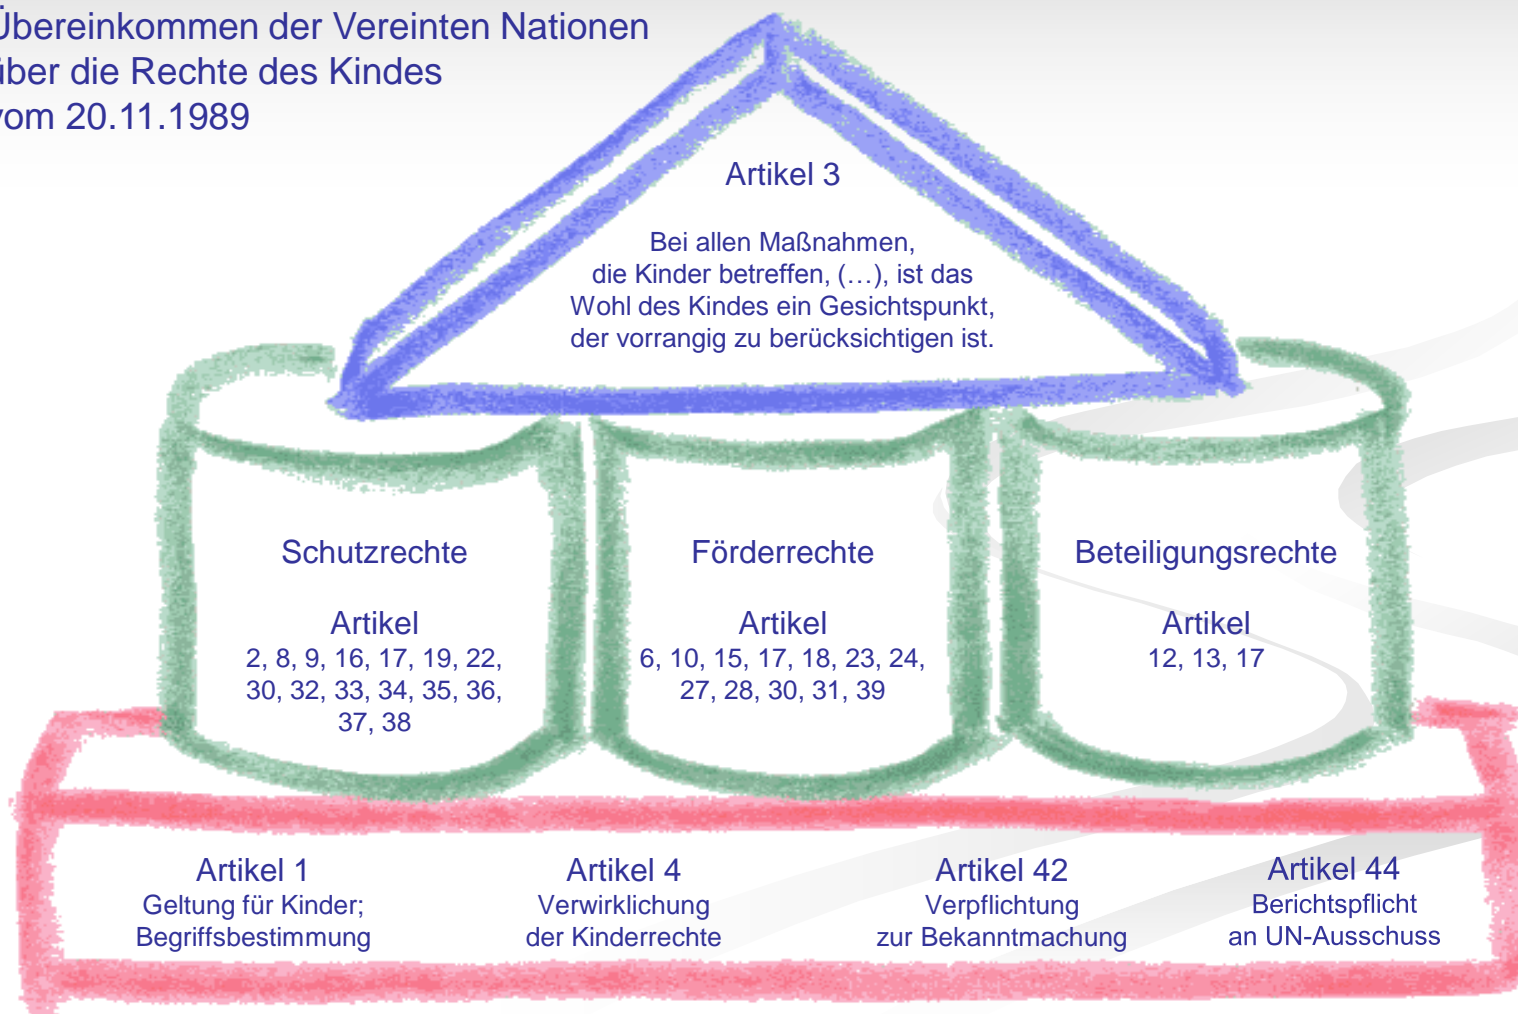 Übereinkommen der Vereinten Nationen
über die Rechte des Kindes
vom 20.11.1989
Artikel 3
Bei allen Maßnahmen,
die Kinder betreffen, (…), ist das
Wohl des Kindes ein Gesichtspunkt,
der vorrangig zu berücksichtigen ist.
Schutzrechte
Artikel
2, 8, 9, 16, 17, 19, 22,
30, 32, 33, 34, 35, 36,
37, 38
Förderrechte
Artikel
6, 10, 15, 17, 18, 23, 24,
27, 28, 30, 31, 39
Beteiligungsrechte
Artikel
12, 13, 17
Artikel 1
Geltung für Kinder;
Begriffsbestimmung
Artikel 4
Verwirklichung
der Kinderrechte
Artikel 42
Verpflichtung
zur Bekanntmachung
Artikel 44
Berichtspflicht
an UN-Ausschuss